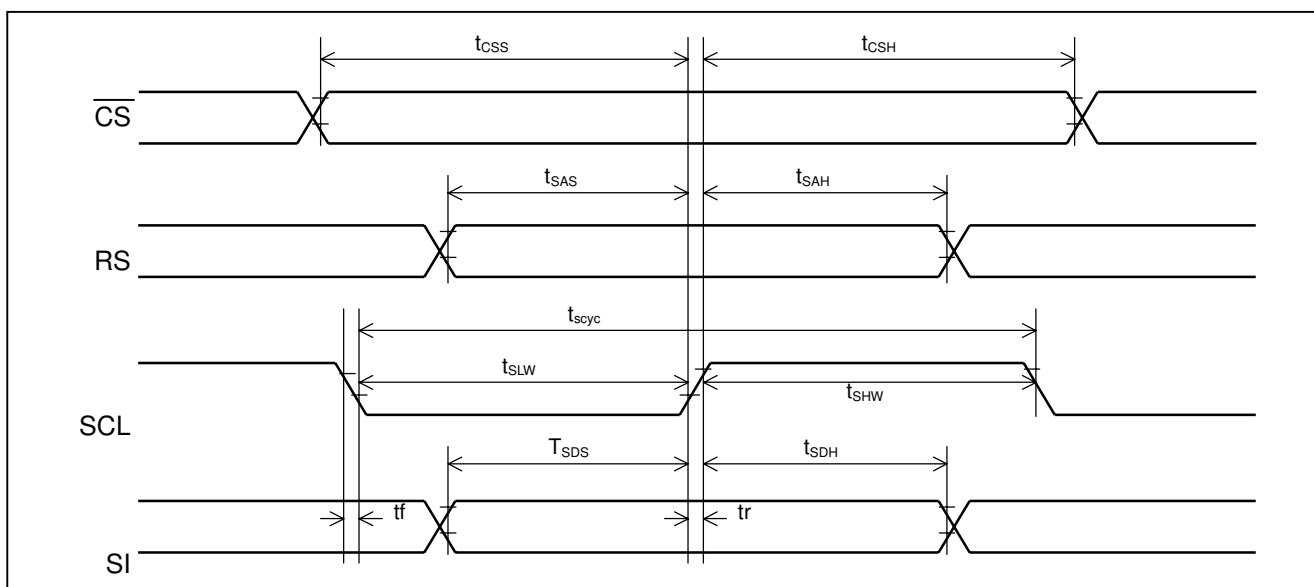 tCSS tCSH
CS
tSAS tSAH
RS
tscyc
tSLW
tSHW
SCL
TSDS tSDH
tf tr
SI